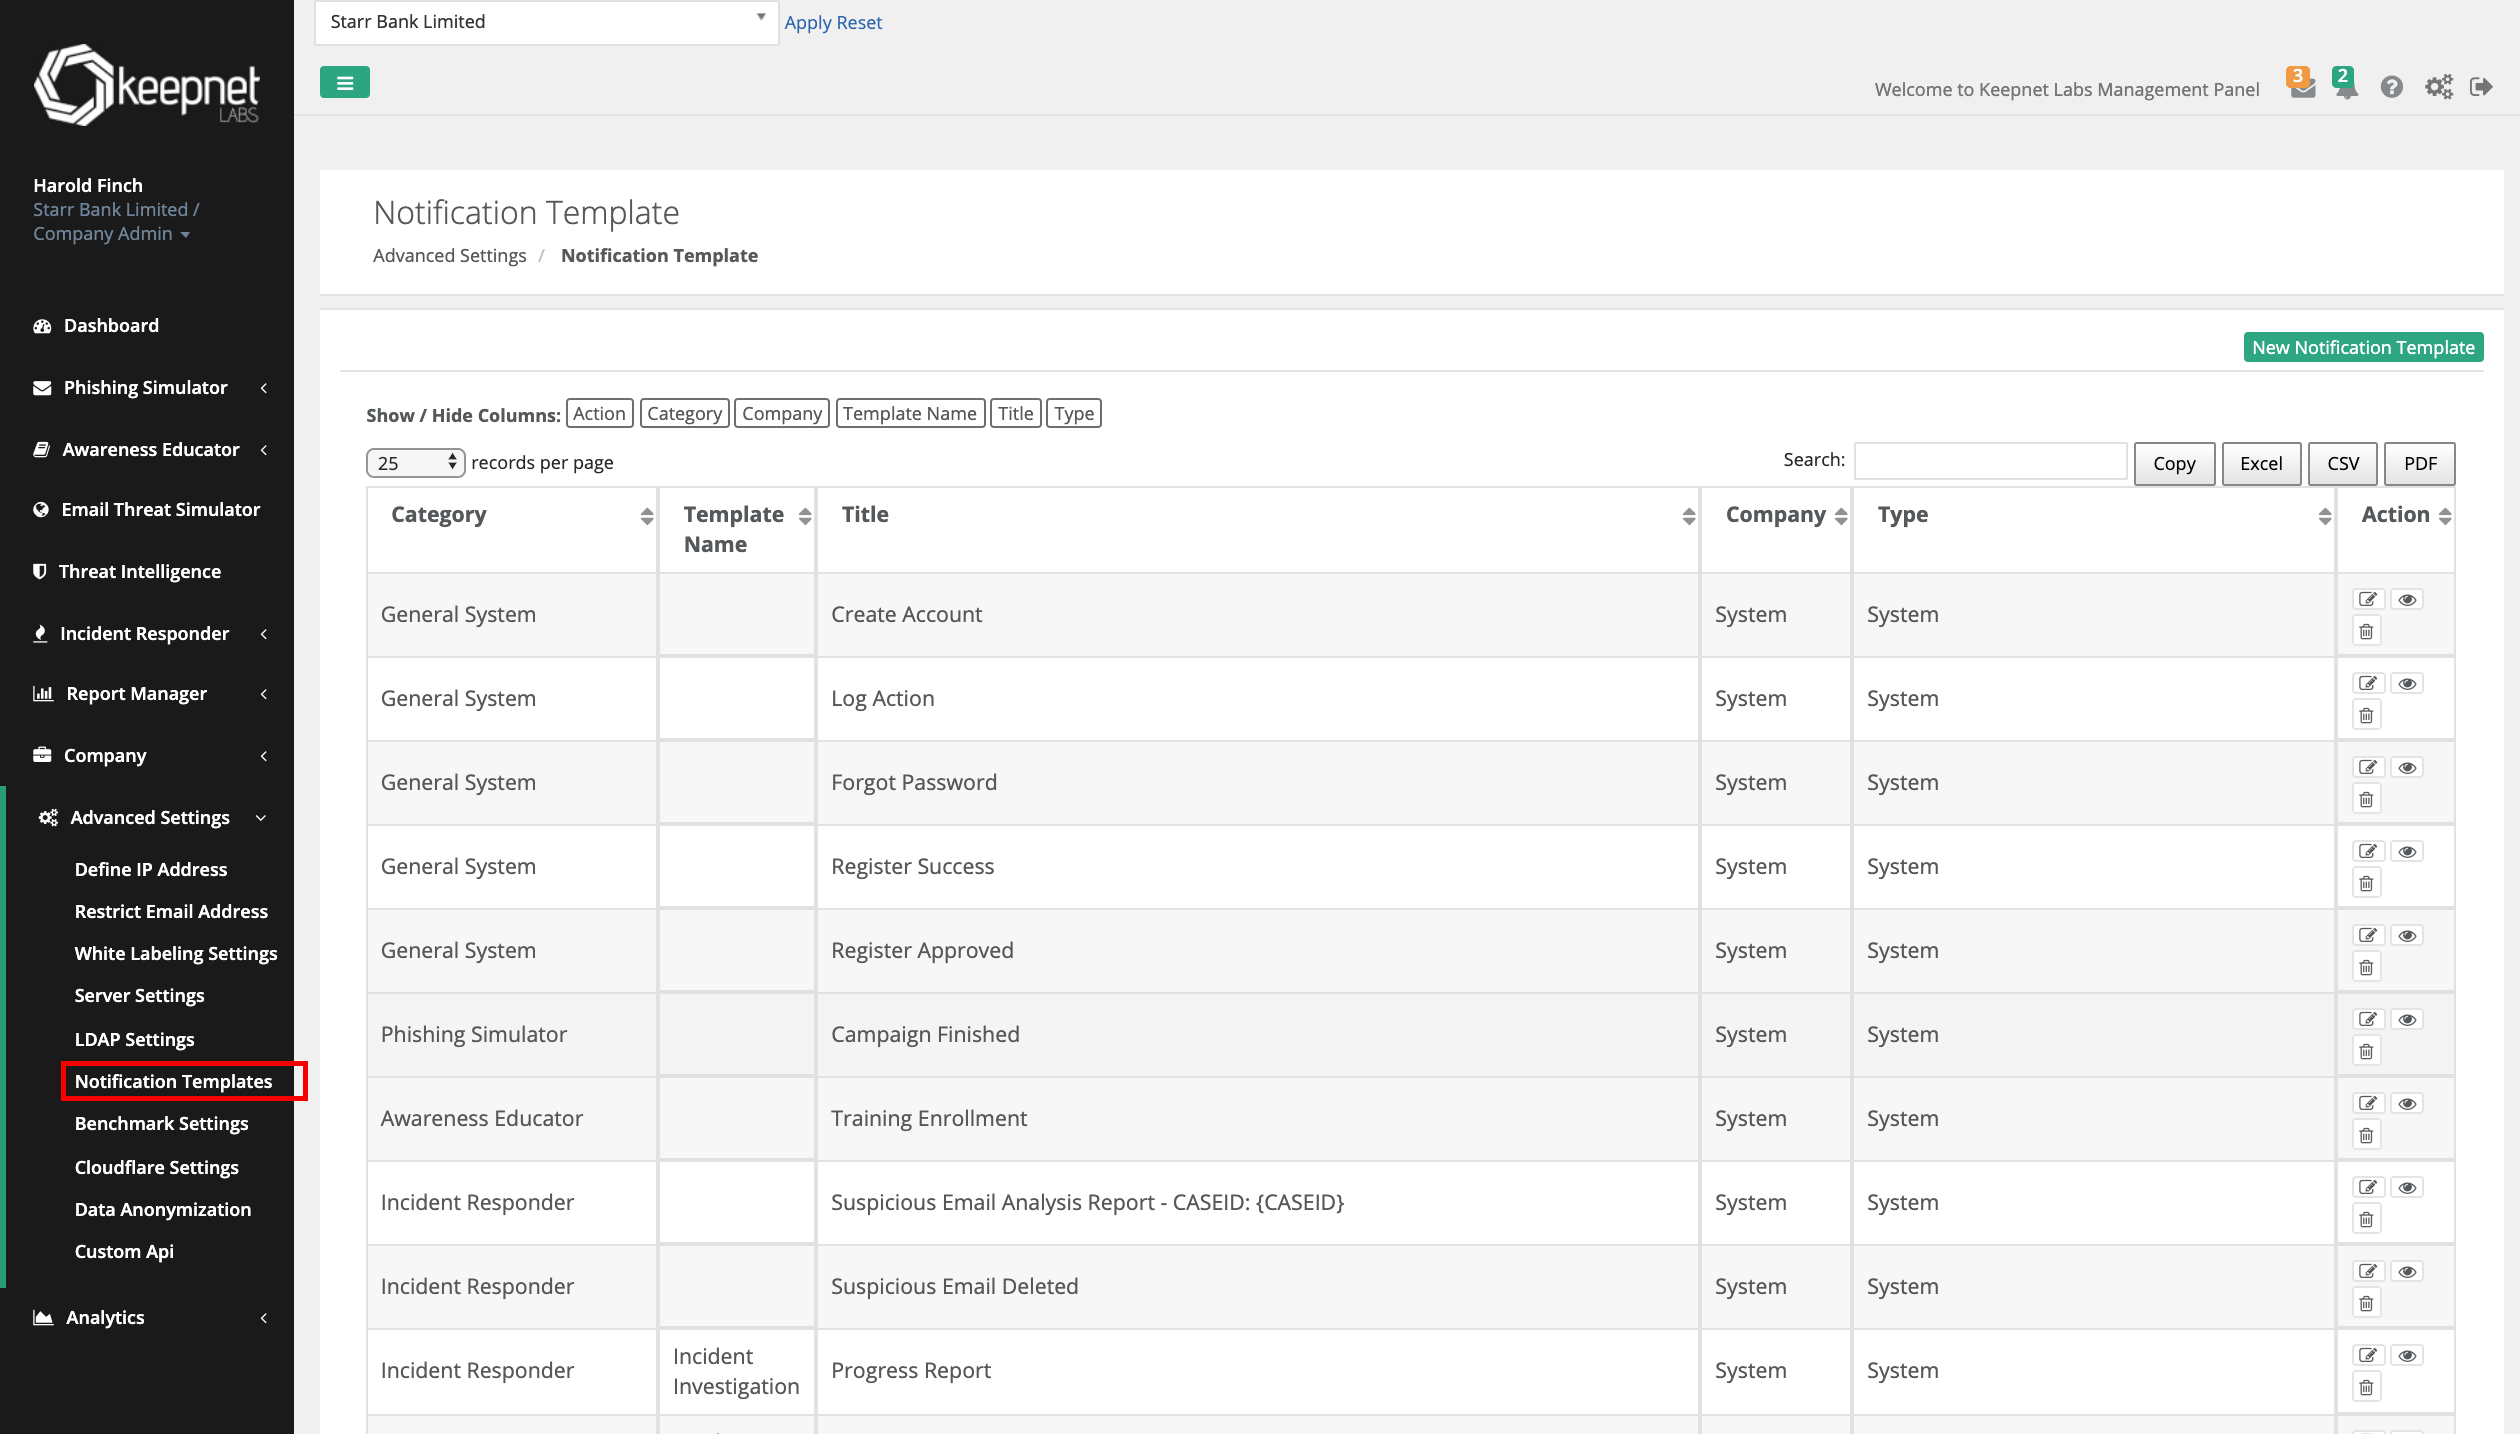 Starr Bank Limited
Apply Reset
keepnet
LABS
Welcome to Keepnet Labs Management Panel
3
2
Harold Finch
Starr Bank Limited /
Company Admin
Dashboard
Phishing Simulator
Awareness Educator
Email Threat Simulator
Threat Intelligence
Incident Responder
Report Manager
Company
Advanced Settings
Define IP Address
Restrict Email Address
White Labeling Settings
Server Settings
LDAP Settings
Notification Templates
Benchmark Settings
Cloudflare Settings
Data Anonymization
Custom Api
Analytics
Notification Template
Advanced Settings / Notification Template
New Notification Template
Show / Hide Columns: Action Category Company Template Name Title Type
25 records per page
Search: Copy Excel CSV PDF
Category Template Name Title Company Type Action
General System Create Account System System
General System Log Action System System
General System Forgot Password System System
General System Register Success System System
General System Register Approved System System
Phishing Simulator Campaign Finished System System
Awareness Educator Training Enrollment System System
Incident Responder Suspicious Email Analysis Report - CASEID: {CASEID} System System
Incident Responder Suspicious Email Deleted System System
Incident Responder Incident Investigation Progress Report System System